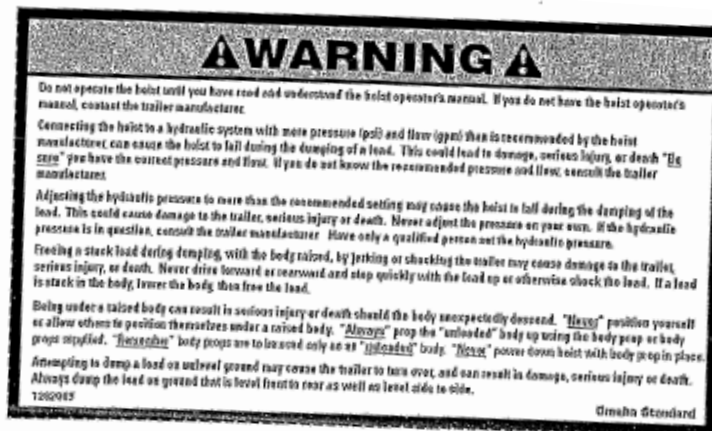 WARNING
Do not operate the hoist until you have read and understand the hoist operator's manual. If you do not have the hoist operator's
manual, contact the trailer manufacturer.
Connecting the hoist to a hydraulic system with more pressure (psi) and flow (gpm) than is recommended by the hoist
manufacturer, can cause the hoist to fail during the dumping of a load. This could lead to damage, serious injury, or death "Be
sure" you have the correct pressure and flow. If you do not know the recommended pressure and flow, consult the trailer
manufacturer.
Adjusting the hydraulic pressure to more than the recommended setting may cause the hoist to fail during the dumping of the
load. This could cause damage to the trailer, serious injury or death. Never adjust the pressure on your own. If the hydraulic
pressure is in question, consult the trailer manufacturer. Have only a qualified person set the hydraulic pressure.
Freeing a stuck load during dumping, with the body raised, by jerking or shocking the trailer may cause damage to the trailer,
serious injury, or death. Never drive forward or rearward and stop quickly with the load up or otherwise shock the load. If a load
is stuck in the body, lower the body, then free the load.
Being under a raised body can result in serious injury or death should the body unexpectedly descend. "Never" position yourself
or allow others to position themselves under a raised body. "Always" prop the "unloaded" body up using the body prop or body
props supplied. "Remember" body props are to be used only on an "unloaded" body. "Never" power down hoist with body prop in place.
Attempting to dump a load on unlevel ground may cause the trailer to turn over, and can result in damage, serious injury or death.
Always dump the load on ground that is level front to rear as well as level side to side.
Omaha Standard